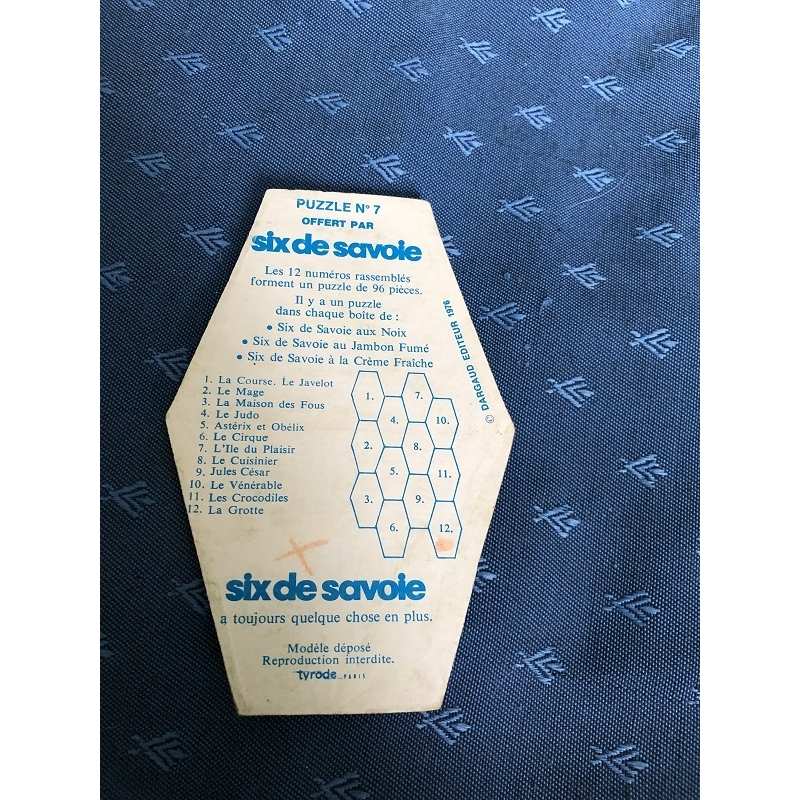 PUZZLE N° 7
OFFERT PAR
six de savoie
Les 12 numéros rassemblés
forment un puzzle de 96 pièces.
Il y a un puzzle
dans chaque boîte de :
• Six de Savoie aux Noix
• Six de Savoie au Jambon Fumé
• Six de Savoie à la Crème Fraîche
1. La Course. Le Javelot
2. Le Mage
3. La Maison des Fous
4. Le Judo
5. Astérix et Obélix
6. Le Cirque
7. L'Ile du Plaisir
8. Le Cuisinier
9. Jules César
10. Le Vénérable
11. Les Crocodiles
12. La Grotte
1.
7.
4.
10.
2.
8.
5.
11.
3.
9.
6.
12.
© DARGAUD EDITEUR 1976
six de savoie
a toujours quelque chose en plus.
Modèle déposé
Reproduction interdite.
tyrode_PARIS